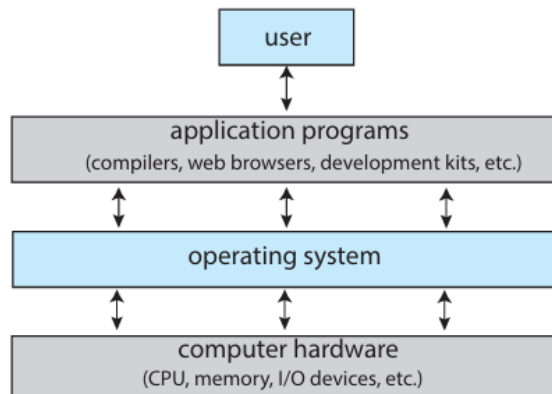 user
application programs
(compilers, web browsers, development kits, etc.)
operating system
computer hardware
(CPU, memory, I/O devices, etc.)